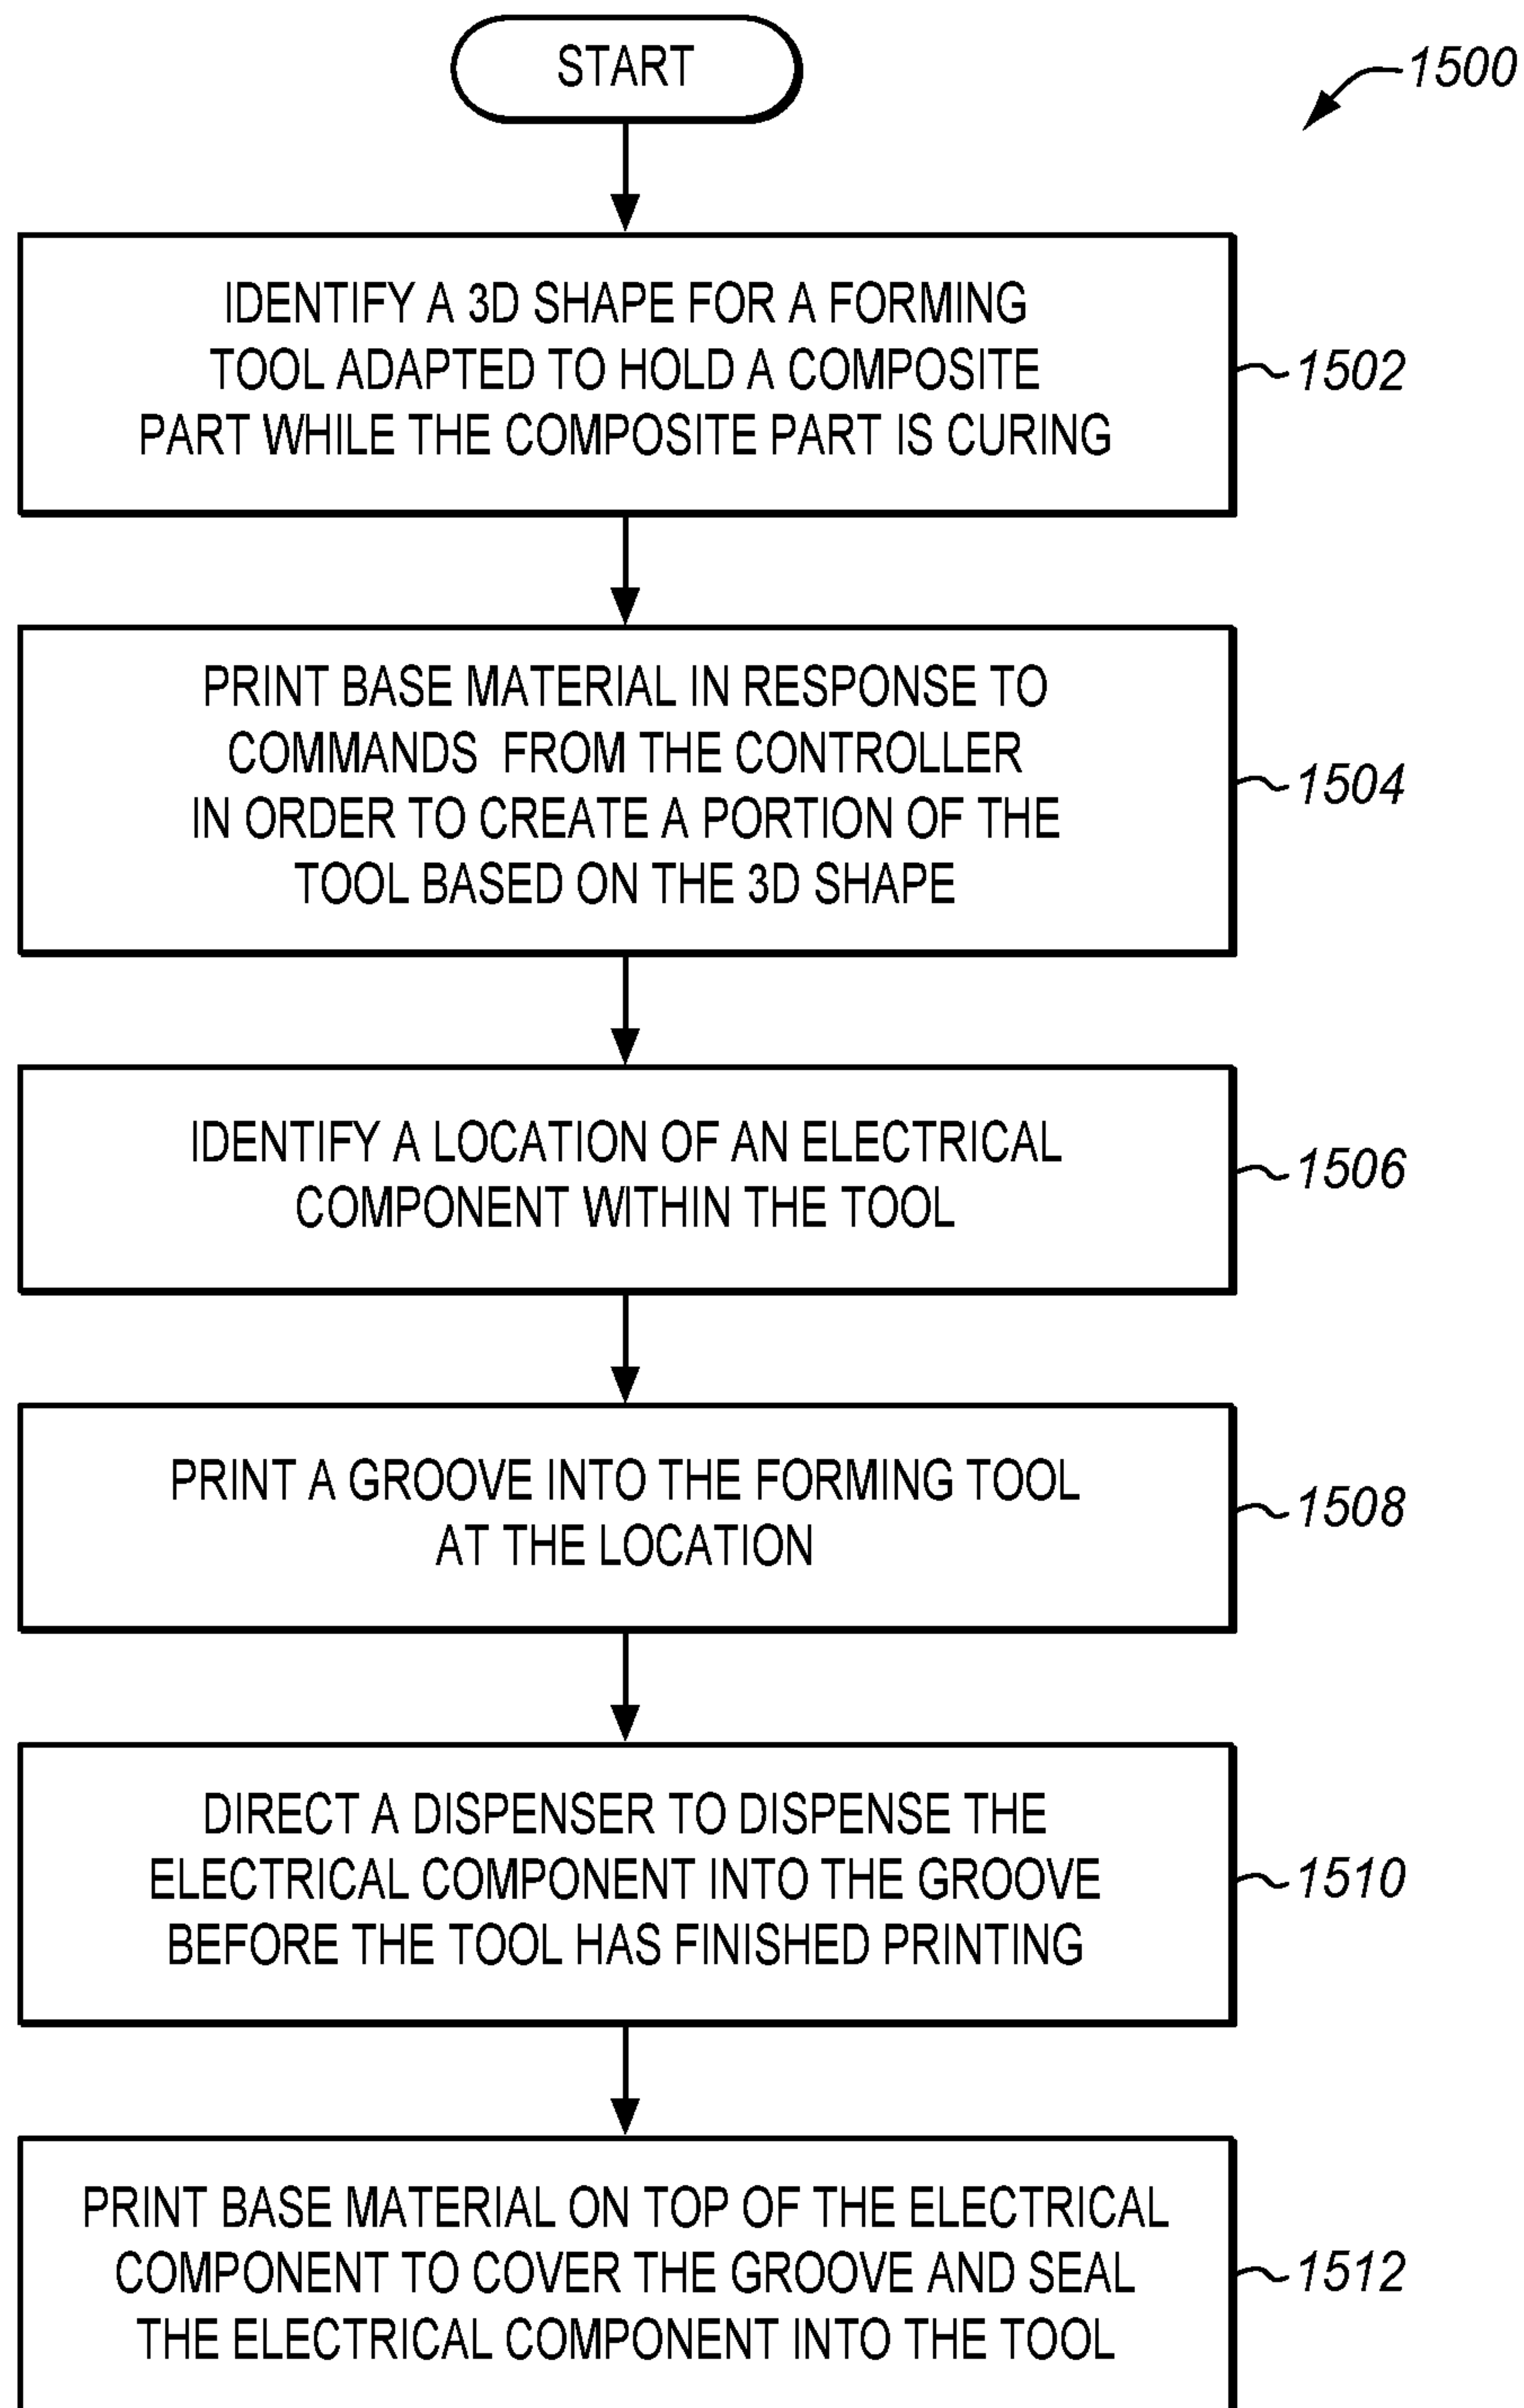 START
1500
IDENTIFY A 3D SHAPE FOR A FORMING
TOOL ADAPTED TO HOLD A COMPOSITE
PART WHILE THE COMPOSITE PART IS CURING
1502
PRINT BASE MATERIAL IN RESPONSE TO
COMMANDS FROM THE CONTROLLER
IN ORDER TO CREATE A PORTION OF THE
TOOL BASED ON THE 3D SHAPE
1504
IDENTIFY A LOCATION OF AN ELECTRICAL
COMPONENT WITHIN THE TOOL
1506
PRINT A GROOVE INTO THE FORMING TOOL
AT THE LOCATION
1508
DIRECT A DISPENSER TO DISPENSE THE
ELECTRICAL COMPONENT INTO THE GROOVE
BEFORE THE TOOL HAS FINISHED PRINTING
1510
PRINT BASE MATERIAL ON TOP OF THE ELECTRICAL
COMPONENT TO COVER THE GROOVE AND SEAL
THE ELECTRICAL COMPONENT INTO THE TOOL
1512